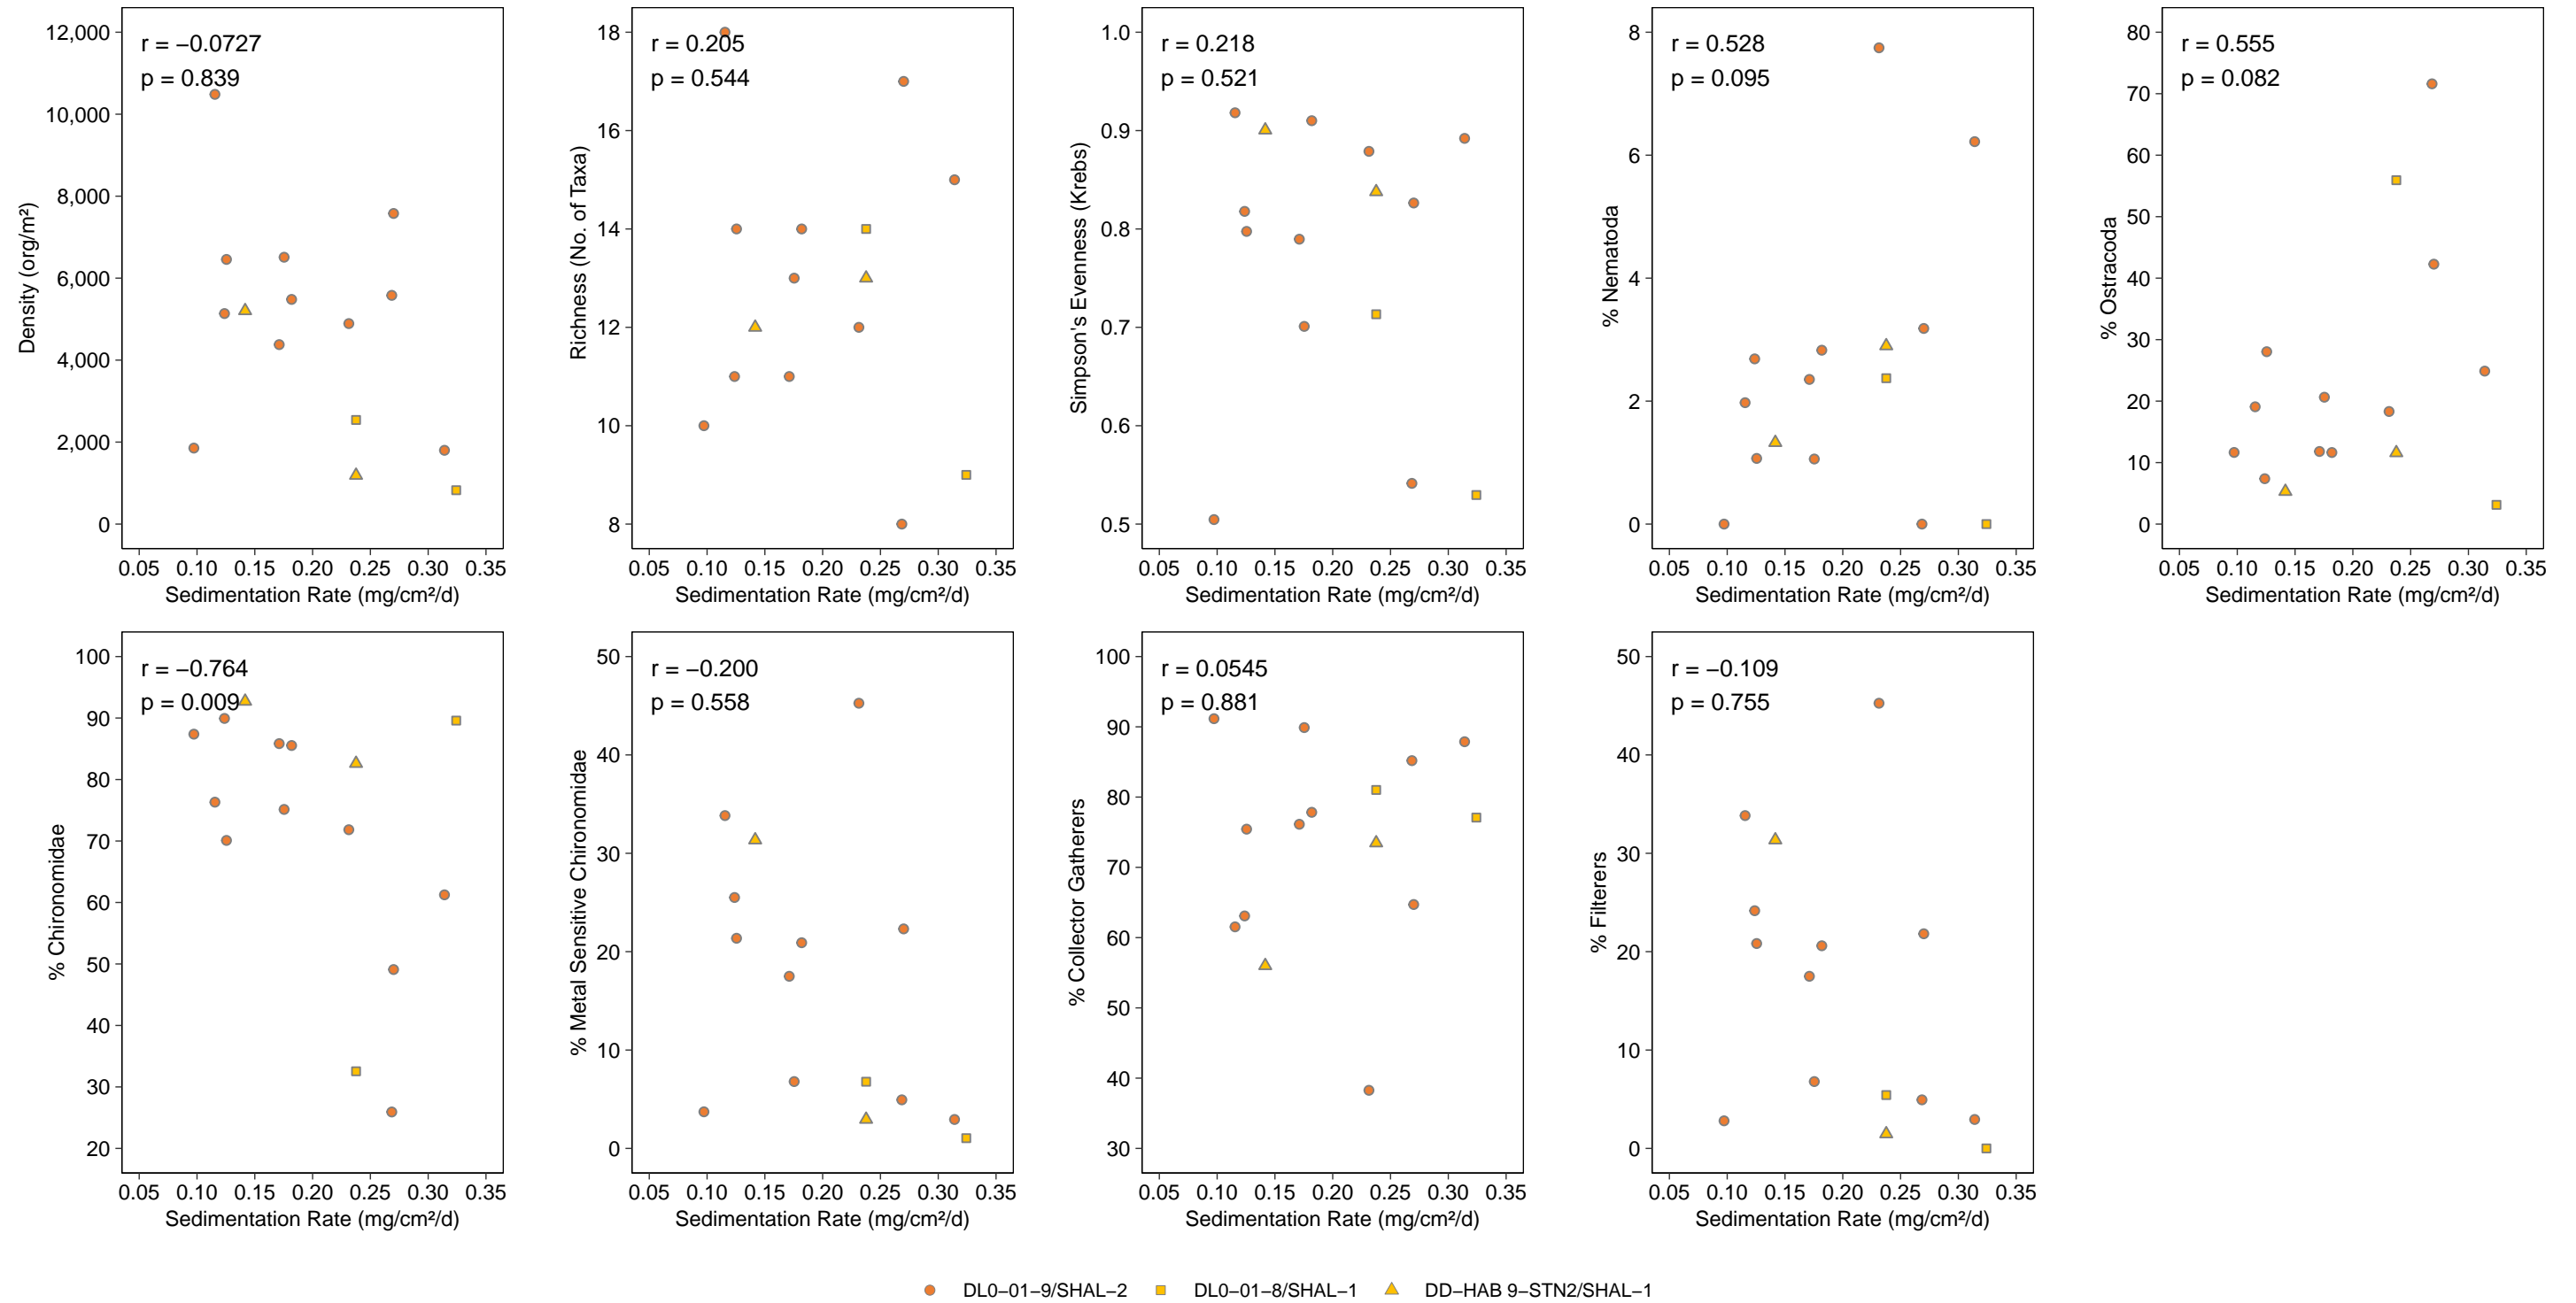 r = −0.0727
p = 0.839
12,000
10,000
8,000
6,000
4,000
2,000
0
Density (org/m²)
0.05 0.10 0.15 0.20 0.25 0.30 0.35
Sedimentation Rate (mg/cm²/d)
r = 0.205
p = 0.544
18
16
14
12
10
8
Richness (No. of Taxa)
0.05 0.10 0.15 0.20 0.25 0.30 0.35
Sedimentation Rate (mg/cm²/d)
r = 0.218
p = 0.521
1.0
0.9
0.8
0.7
0.6
0.5
Simpson's Evenness (Krebs)
0.05 0.10 0.15 0.20 0.25 0.30 0.35
Sedimentation Rate (mg/cm²/d)
r = 0.528
p = 0.095
8
6
4
2
0
% Nematoda
0.05 0.10 0.15 0.20 0.25 0.30 0.35
Sedimentation Rate (mg/cm²/d)
r = 0.555
p = 0.082
80
70
60
50
40
30
20
10
0
% Ostracoda
0.05 0.10 0.15 0.20 0.25 0.30 0.35
Sedimentation Rate (mg/cm²/d)
r = −0.764
p = 0.009
100
90
80
70
60
50
40
30
20
% Chironomidae
0.05 0.10 0.15 0.20 0.25 0.30 0.35
Sedimentation Rate (mg/cm²/d)
r = −0.200
p = 0.558
50
40
30
20
10
0
% Metal Sensitive Chironomidae
0.05 0.10 0.15 0.20 0.25 0.30 0.35
Sedimentation Rate (mg/cm²/d)
r = 0.0545
p = 0.881
100
90
80
70
60
50
40
30
% Collector Gatherers
0.05 0.10 0.15 0.20 0.25 0.30 0.35
Sedimentation Rate (mg/cm²/d)
r = −0.109
p = 0.755
50
40
30
20
10
0
% Filterers
0.05 0.10 0.15 0.20 0.25 0.30 0.35
Sedimentation Rate (mg/cm²/d)
DL0−01−9/SHAL−2 DL0−01−8/SHAL−1 DD−HAB 9−STN2/SHAL−1